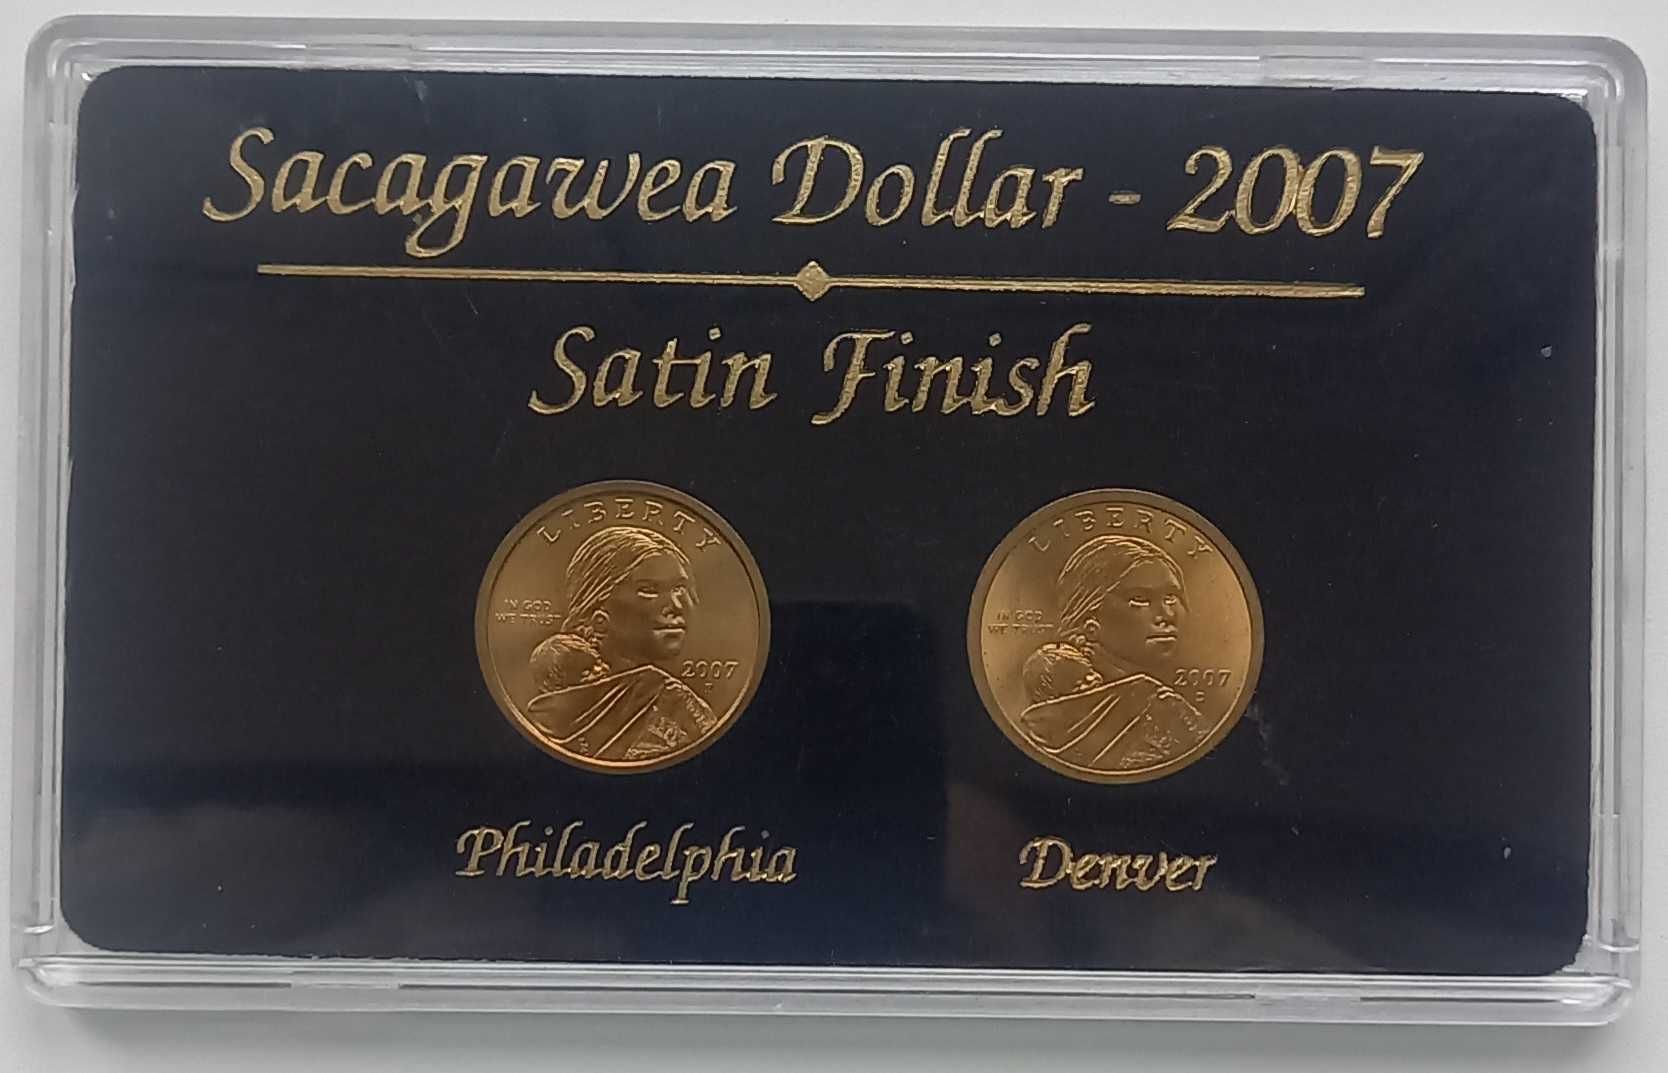 Sacagawea Dollar - 2007
Satin Finish
LIBERTY
IN GOD
WE TRUST
2007
P
LIBERTY
IN GOD
WE TRUST
2007
D
Philadelphia
Denver